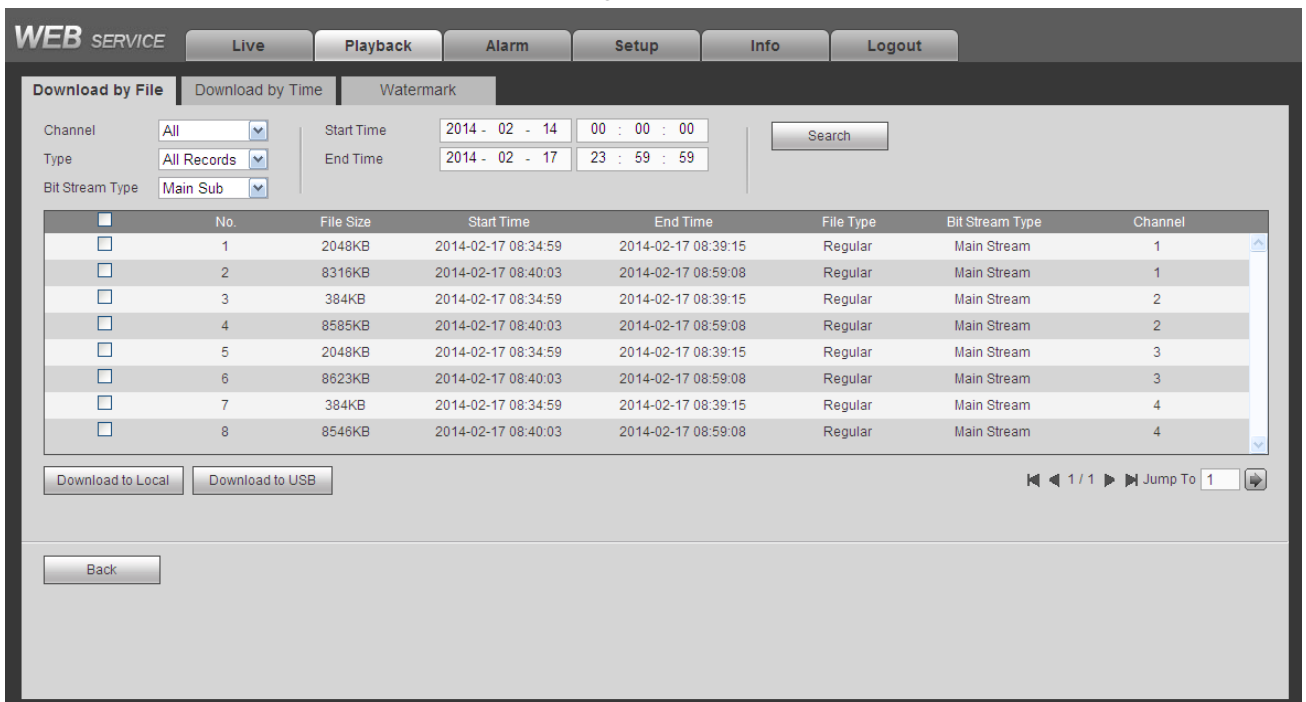 WEB SERVICE Live Playback Alarm Setup Info Logout
Download by File Download by Time Watermark
Channel All Start Time 2014 - 02 - 14 00 : 00 : 00 Search
Type All Records End Time 2014 - 02 - 17 23 : 59 : 59
Bit Stream Type Main Sub
No. File Size Start Time End Time File Type Bit Stream Type Channel
1 2048KB 2014-02-17 08:34:59 2014-02-17 08:39:15 Regular Main Stream 1
2 8316KB 2014-02-17 08:40:03 2014-02-17 08:59:08 Regular Main Stream 1
3 384KB 2014-02-17 08:34:59 2014-02-17 08:39:15 Regular Main Stream 2
4 8585KB 2014-02-17 08:40:03 2014-02-17 08:59:08 Regular Main Stream 2
5 2048KB 2014-02-17 08:34:59 2014-02-17 08:39:15 Regular Main Stream 3
6 8623KB 2014-02-17 08:40:03 2014-02-17 08:59:08 Regular Main Stream 3
7 384KB 2014-02-17 08:34:59 2014-02-17 08:39:15 Regular Main Stream 4
8 8546KB 2014-02-17 08:40:03 2014-02-17 08:59:08 Regular Main Stream 4
Download to Local Download to USB 1 / 1 Jump To 1
Back